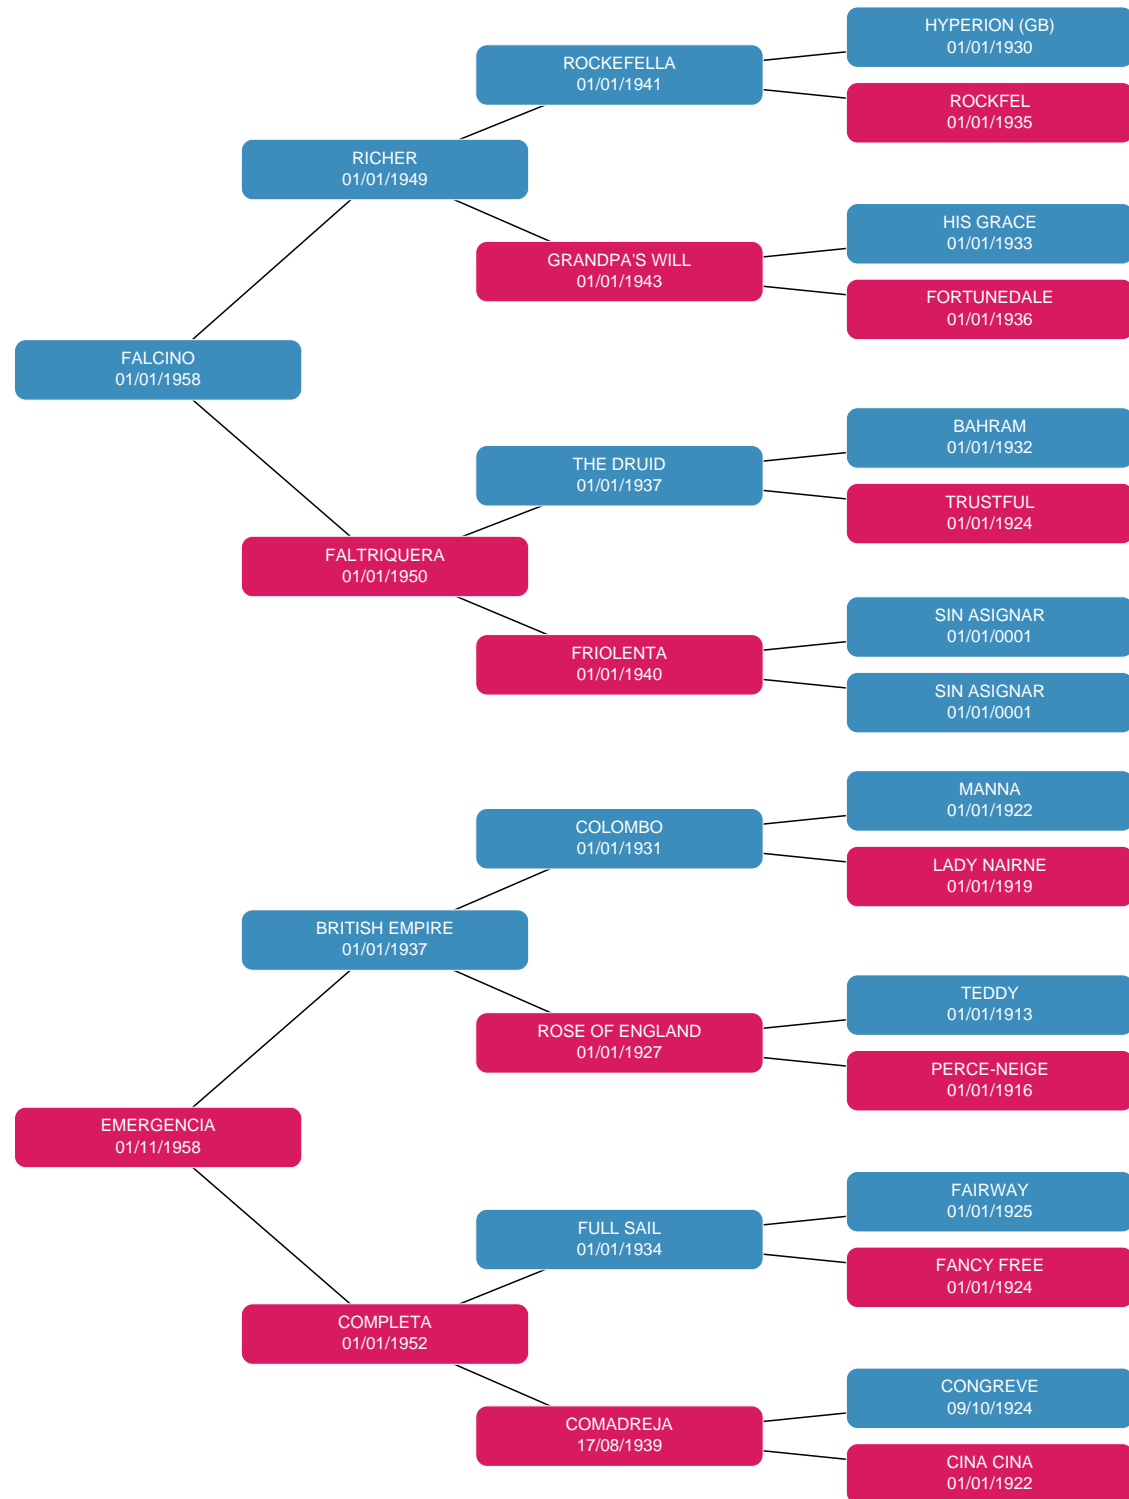 HYPERION (GB)
01/01/1930
ROCKEFELLA
01/01/1941
ROCKFEL
01/01/1935
RICHER
01/01/1949
HIS GRACE
01/01/1933
GRANDPA'S WILL
01/01/1943
FORTUNEDALE
01/01/1936
FALCINO
01/01/1958
BAHRAM
01/01/1932
THE DRUID
01/01/1937
TRUSTFUL
01/01/1924
FALTRIQUERA
01/01/1950
SIN ASIGNAR
01/01/0001
FRIOLENTA
01/01/1940
SIN ASIGNAR
01/01/0001
MANNA
01/01/1922
COLOMBO
01/01/1931
LADY NAIRNE
01/01/1919
BRITISH EMPIRE
01/01/1937
TEDDY
01/01/1913
ROSE OF ENGLAND
01/01/1927
PERCE-NEIGE
01/01/1916
EMERGENCIA
01/11/1958
FAIRWAY
01/01/1925
FULL SAIL
01/01/1934
FANCY FREE
01/01/1924
COMPLETA
01/01/1952
CONGREVE
09/10/1924
COMADREJA
17/08/1939
CINA CINA
01/01/1922